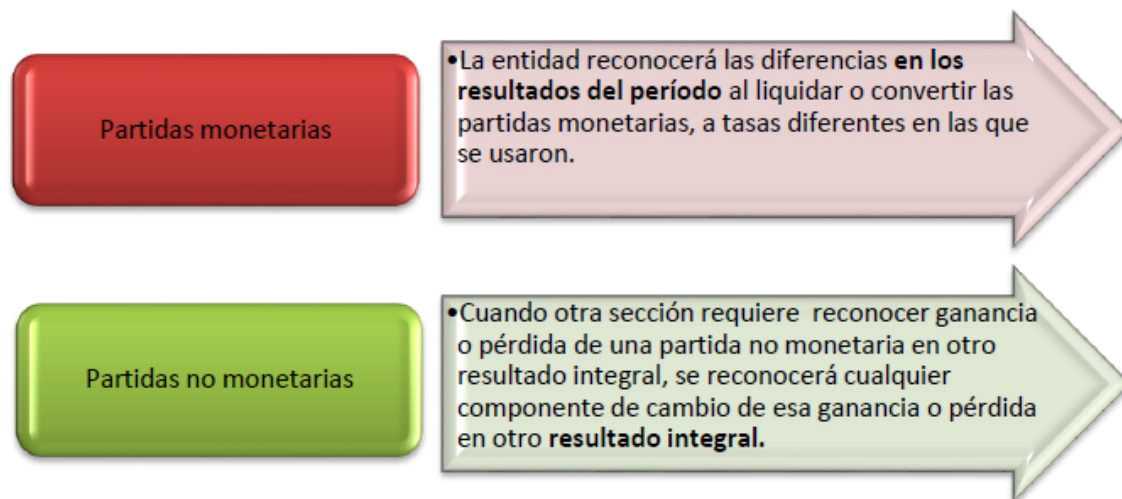 Partidas monetarias
•La entidad reconocerá las diferencias en los
resultados del período al liquidar o convertir las
partidas monetarias, a tasas diferentes en las que
se usaron.
Partidas no monetarias
•Cuando otra sección requiere reconocer ganancia
o pérdida de una partida no monetaria en otro
resultado integral, se reconocerá cualquier
componente de cambio de esa ganancia o pérdida
en otro resultado integral.